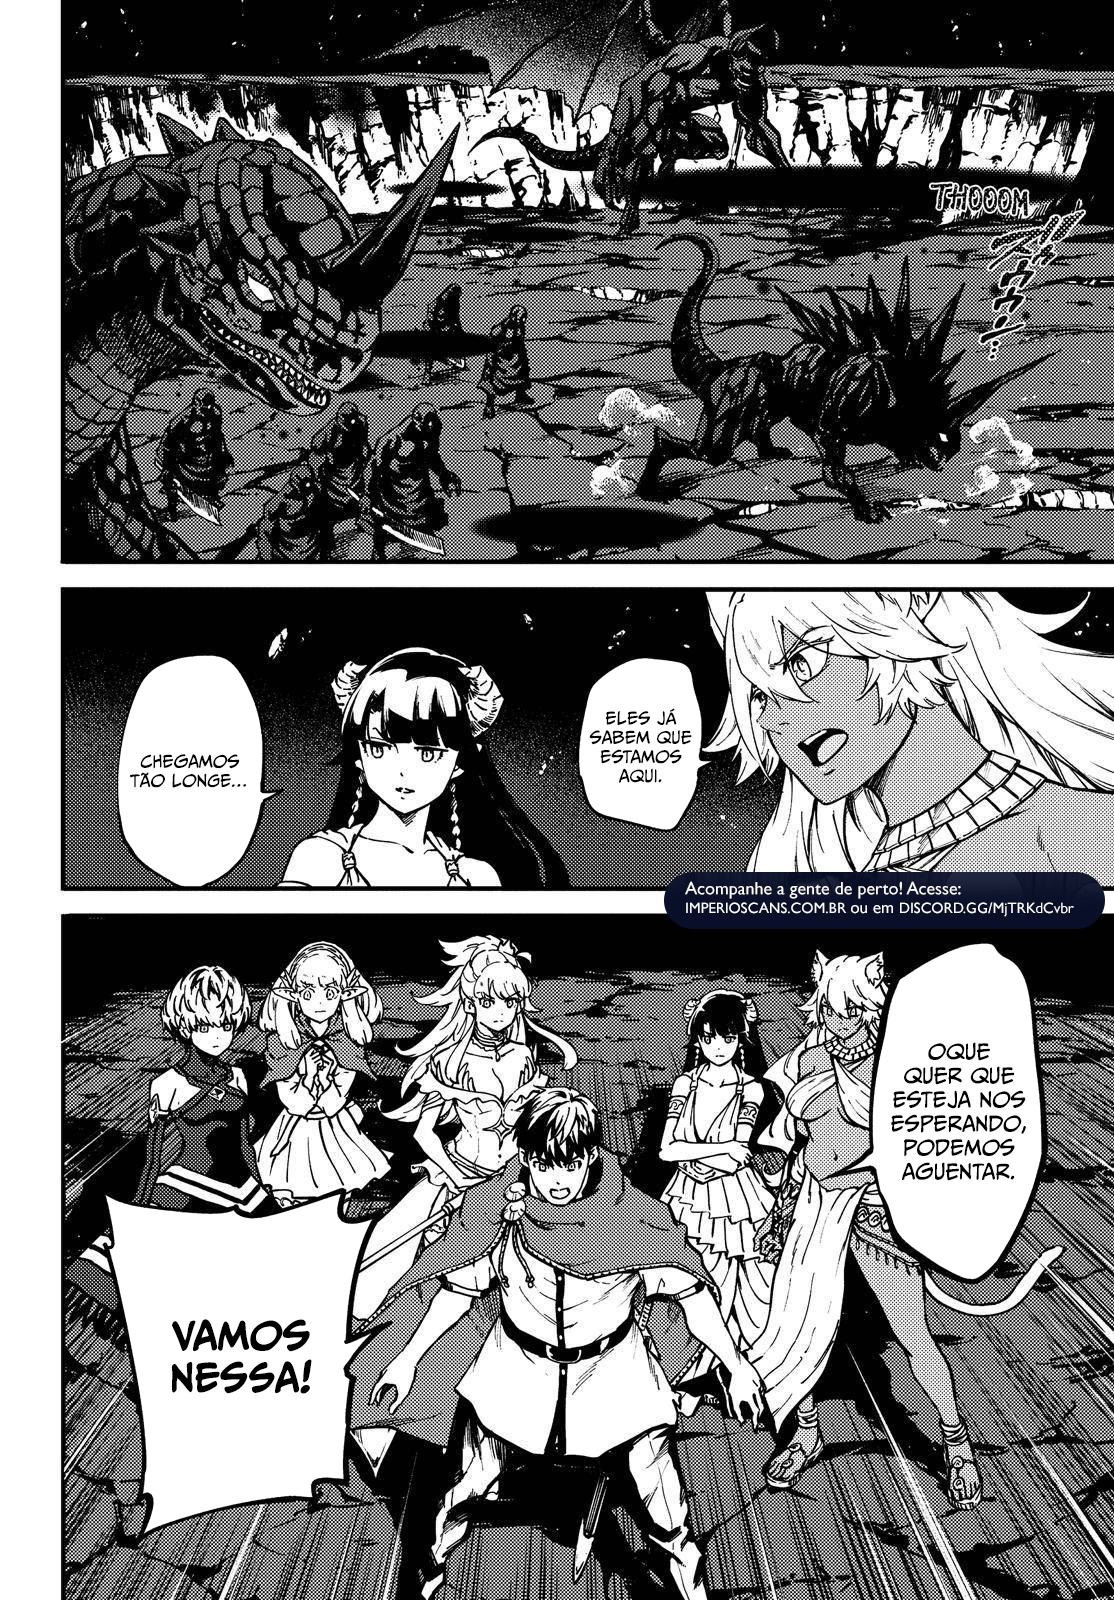 THOOOM
ズゥゥゥン…
ELES JÁ
SABEM QUE
ESTAMOS
AQUI.
CHEGAMOS
TÃO LONGE...
Acompanhe a gente de perto! Acesse:
IMPERIOSCANS.COM.BR ou em DISCORD.GG/MjTRKdCvbr
OQUE
QUER QUE
ESTEJA NOS
ESPERANDO,
PODEMOS
AGUENTAR.
VAMOS
NESSA!